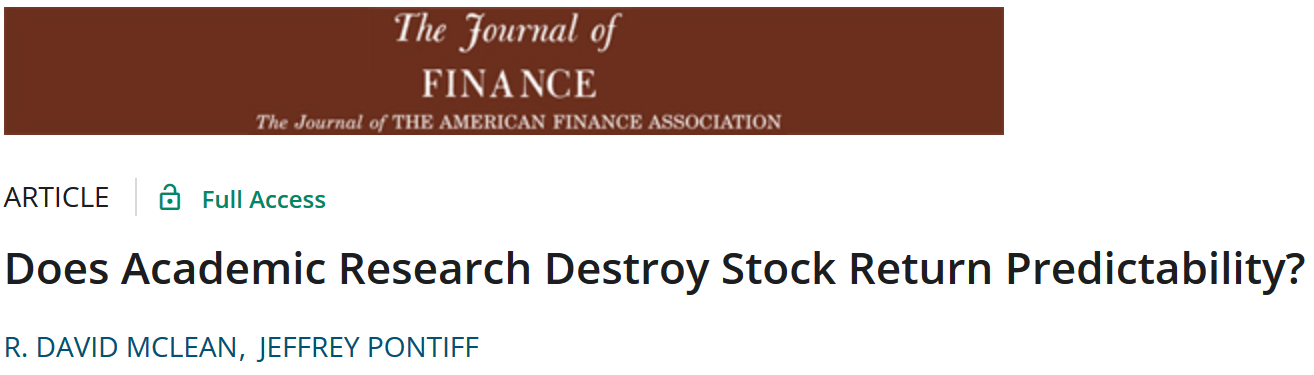 The Journal of
FINANCE
The Journal of THE AMERICAN FINANCE ASSOCIATION
ARTICLE Full Access
Does Academic Research Destroy Stock Return Predictability?
R. DAVID MCLEAN, JEFFREY PONTIFF